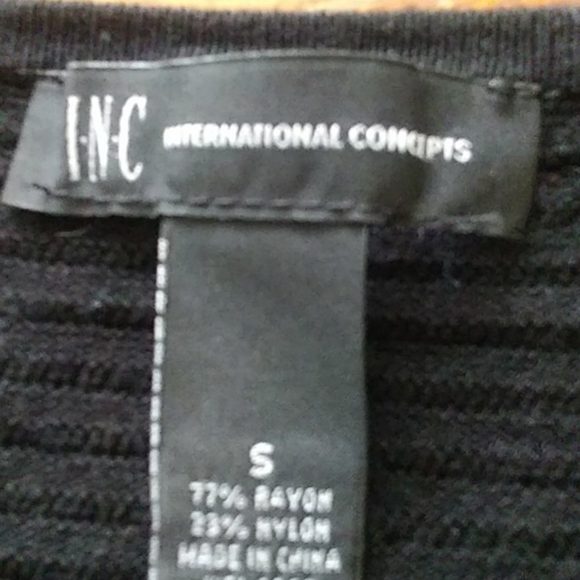 I·N·C INTERNATIONAL CONCEPTS
S
77% RAYON
23% NYLON
MADE IN CHINA